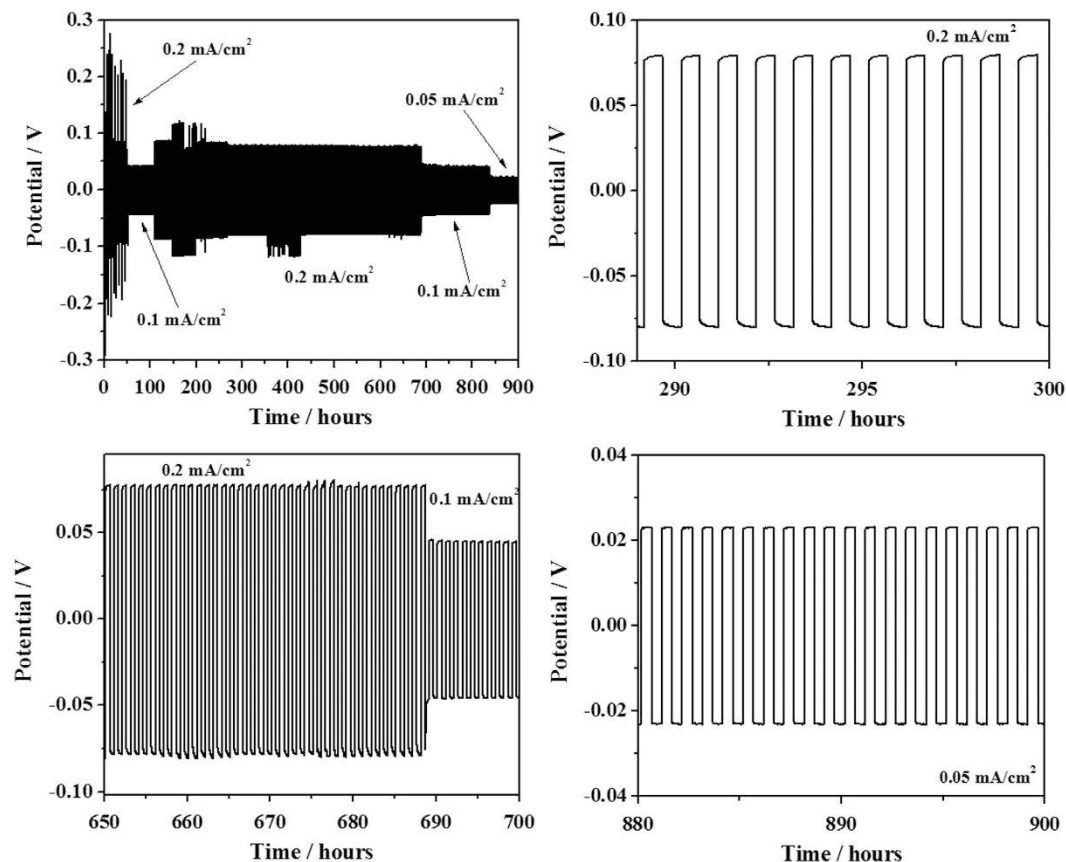 0.3
0.2
0.1
0.0
-0.1
-0.2
-0.3
Potential / V
0.2 mA/cm²
0.05 mA/cm²
0.2 mA/cm²
0.1 mA/cm²
0.1 mA/cm²
0 100 200 300 400 500 600 700 800 900
Time / hours
0.10
0.05
0.00
-0.05
-0.10
Potential / V
0.2 mA/cm²
290 295 300
Time / hours
0.05
0.00
-0.05
-0.10
Potential / V
0.2 mA/cm²
0.1 mA/cm²
650 660 670 680 690 700
Time / hours
0.04
0.02
0.00
-0.02
-0.04
Potential / V
0.05 mA/cm²
880 890 900
Time / hours